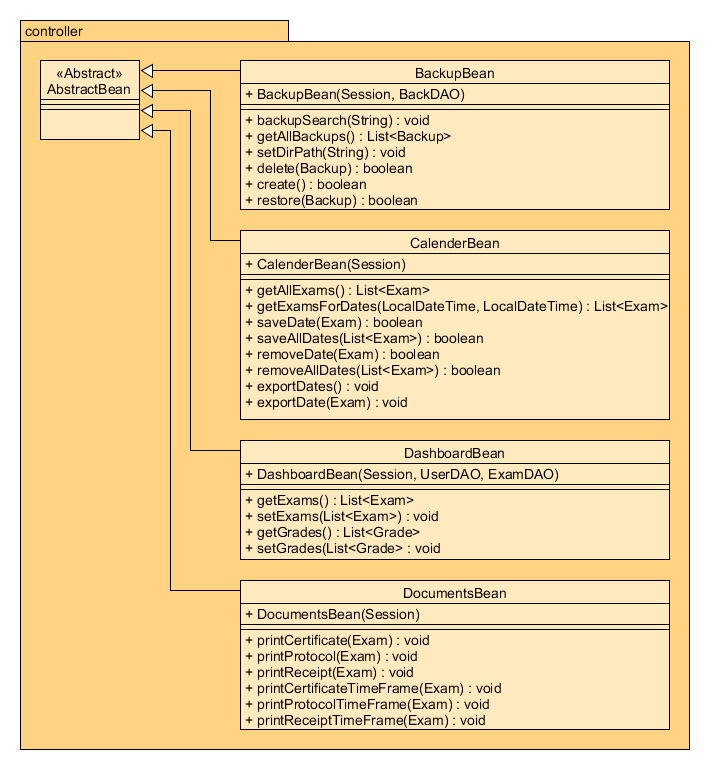 controller
«Abstract»
AbstractBean
BackupBean
+ BackupBean(Session, BackDAO)
+ backupSearch(String) : void
+ getAllBackups() : List<Backup>
+ setDirPath(String) : void
+ delete(Backup) : boolean
+ create() : boolean
+ restore(Backup) : boolean
CalenderBean
+ CalenderBean(Session)
+ getAllExams() : List<Exam>
+ getExamsForDates(LocalDateTime, LocalDateTime) : List<Exam>
+ saveDate(Exam) : boolean
+ saveAllDates(List<Exam>) : boolean
+ removeDate(Exam) : boolean
+ removeAllDates(List<Exam>) : boolean
+ exportDates() : void
+ exportDate(Exam) : void
DashboardBean
+ DashboardBean(Session, UserDAO, ExamDAO)
+ getExams() : List<Exam>
+ setExams(List<Exam>) : void
+ getGrades() : List<Grade>
+ setGrades(List<Grade> : void
DocumentsBean
+ DocumentsBean(Session)
+ printCertificate(Exam) : void
+ printProtocol(Exam) : void
+ printReceipt(Exam) : void
+ printCertificateTimeFrame(Exam) : void
+ printProtocolTimeFrame(Exam) : void
+ printReceiptTimeFrame(Exam) : void